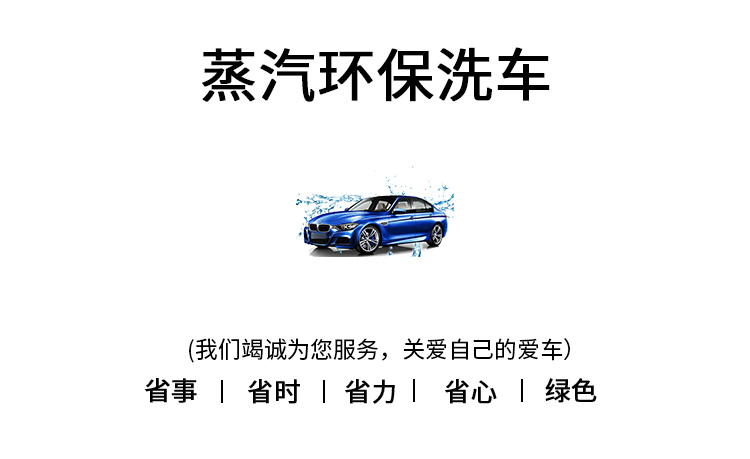 蒸汽环保洗车
(我们竭诚为您服务，关爱自己的爱车)
省事 | 省时 | 省力 | 省心 | 绿色